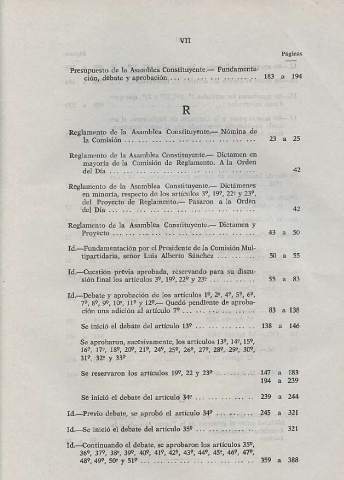 VII
Páginas
Presupuesto de la Asamblea Constituyente.— Fundamenta-
ción, debate y aprobación ... 183 a 194
R
Reglamento de la Asamblea Constituyente.— Nómina de
la Comisión ... 23 a 25
Reglamento de la Asamblea Constituyente.— Dictamen en
mayoría de la Comisión de Reglamento. A la Orden
del Día ... 42
Reglamento de la Asamblea Constituyente.— Dictámenes
en minoría, respecto de los artículos 3º, 19º, 22º y 23º,
del Proyecto de Reglamento.— Pasaron a la Orden
del Día ... 42
Reglamento de la Asamblea Constituyente.— Dictamen y
Proyecto ... 43 a 50
Id.—Fundamentación por el Presidente de la Comisión Mul-
tipartidaria, señor Luis Alberto Sánchez ... 50 a 55
Id.—Cuestión prévia aprobada, reservando para su discu-
sión final los artículos 3º, 19º, 22º y 23º ... 55 a 83
Id.—Debate y aprobación de los artículos 1º, 2º, 4º, 5º, 6º,
7º, 8º, 9º, 10º, 11º y 12º— Quedó pendiente de aproba-
ción una adición al artículo 7º ... 83 a 138
Se inició el debate del artículo 13º ... 138 a 146
Se aprobaron, sucesivamente, los artículos 13º, 14º, 15º,
16º, 17º, 18º, 20º, 21º, 24º, 25º, 26º, 27º, 28º, 29º, 30º,
31º, 32º y 33º
Se reservaron los artículos 19º, 22 y 23º ... 147 a 183
194 a 239
Se inició el debate del artículo 34º ... 239 a 244
Id.—Previo debate, se aprobó el artículo 34º ... 245 a 321
Id.—Se inició el debate del artículo 35º ... 321
Id.—Continuando el debate, se aprobaron los artículos 35º,
36º, 37º, 38º, 39º, 40º, 41º, 42º, 43º, 44º, 45º, 46º, 47º,
48º, 49º, 50º y 51º ... 359 a 388